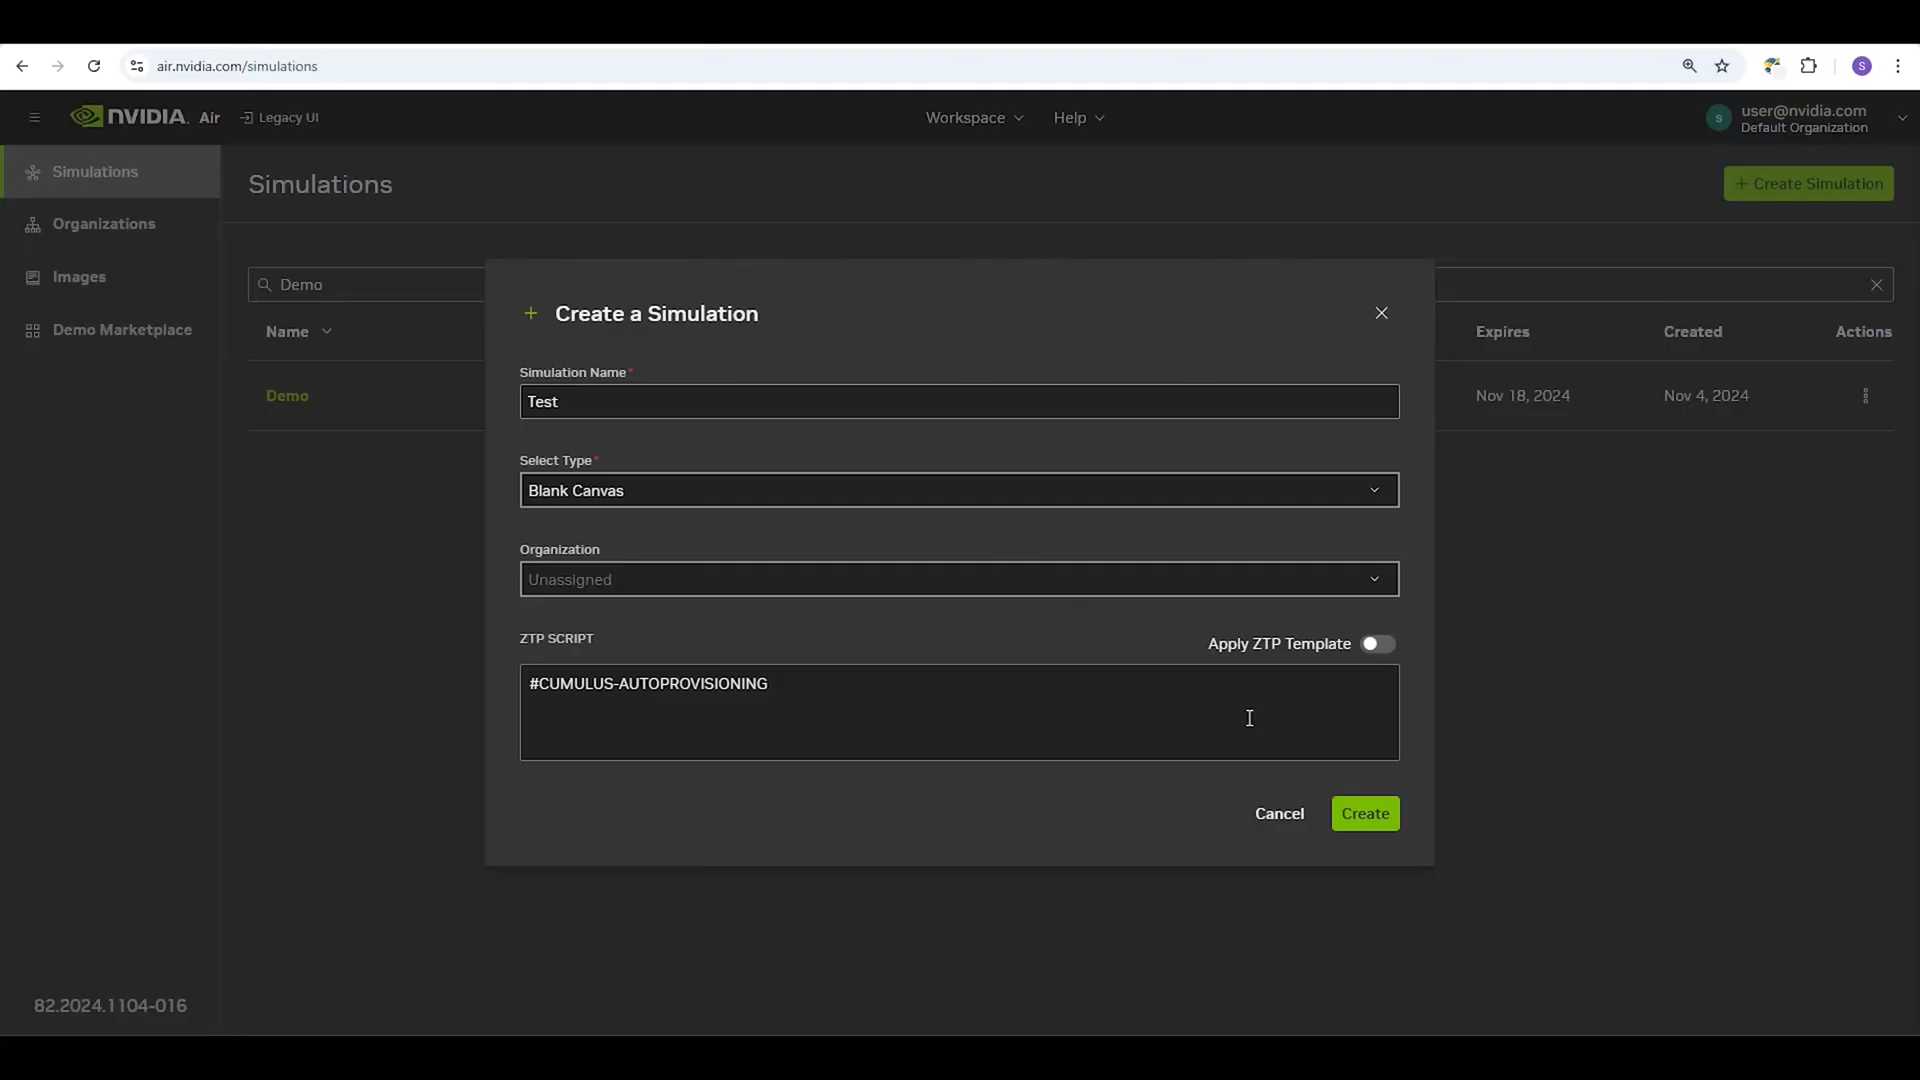 air.nvidia.com/simulations
S
NVIDIA. Air
Legacy UI
Workspace
Help
S
user@nvidia.com
Default Organization
Simulations
Organizations
Images
Demo Marketplace
82.2024.1104-016
Simulations
+ Create Simulation
Demo
Name
Expires
Created
Actions
Demo
Nov 18, 2024
Nov 4, 2024
+ Create a Simulation
Simulation Name*
Test
Select Type*
Blank Canvas
Organization
Unassigned
ZTP SCRIPT
Apply ZTP Template
#CUMULUS-AUTOPROVISIONING
Cancel
Create